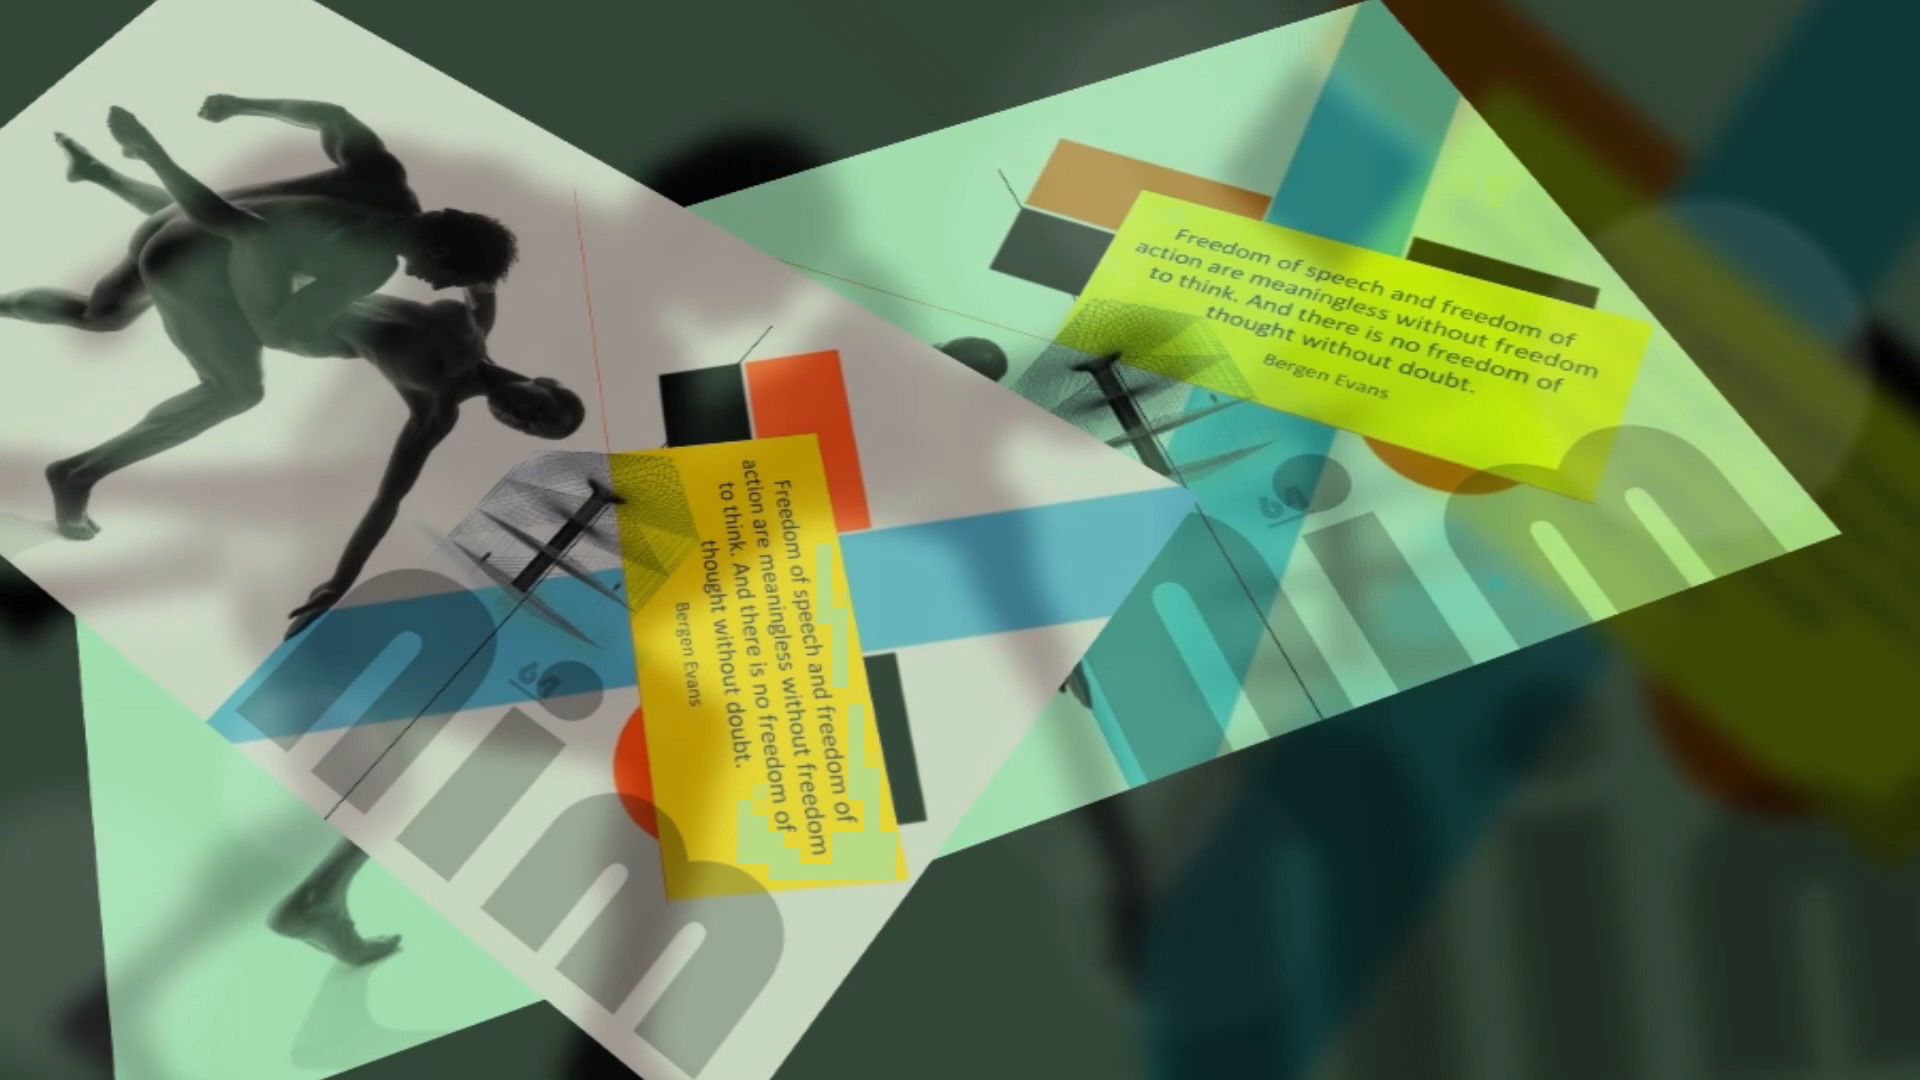 Freedom of speech and freedom of
action are meaningless without freedom
to think. And there is no freedom of
thought without doubt.
Bergen Evans
Freedom of speech and freedom of
action are meaningless without freedom
to think. And there is no freedom of
thought without doubt.
Bergen Evans